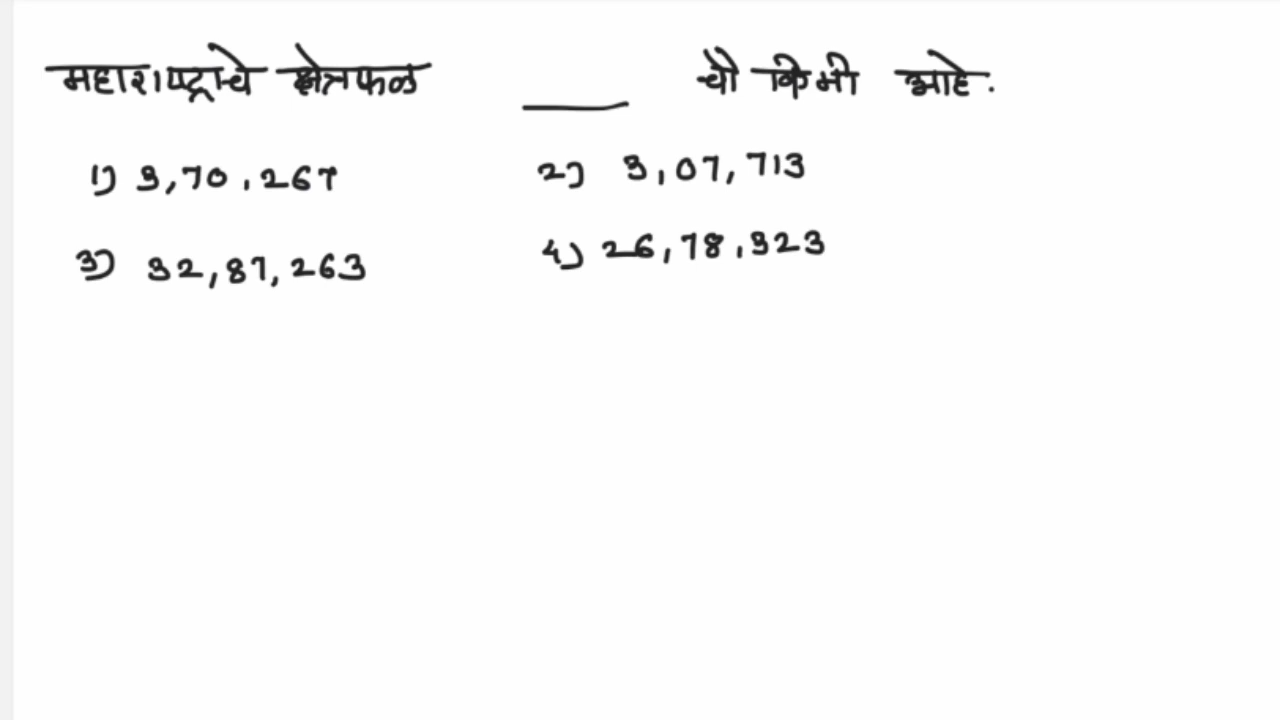 महाराष्ट्राचे क्षेत्रफळ ______ चौ किमी आहे.
1) 3,70,267 2) 3,07,713
3) 32,87,263 4) 26,78,323